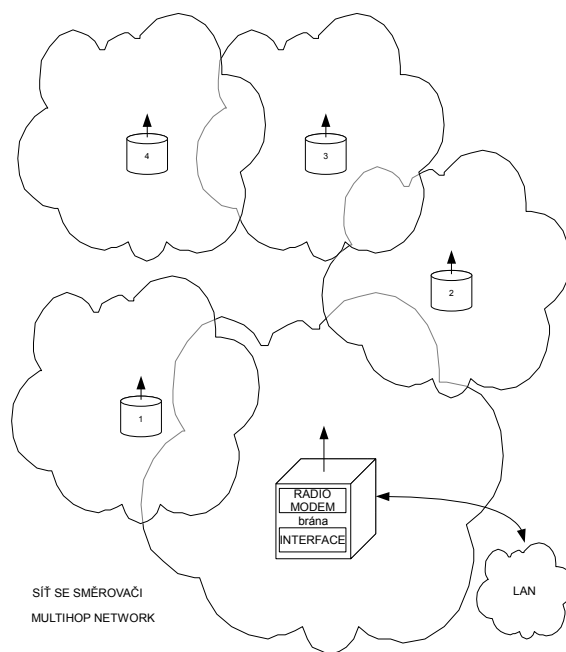 4
3
2
1
RADIO
MODEM
brána
INTERFACE
LAN
SÍŤ SE SMĚROVAČI
MULTIHOP NETWORK